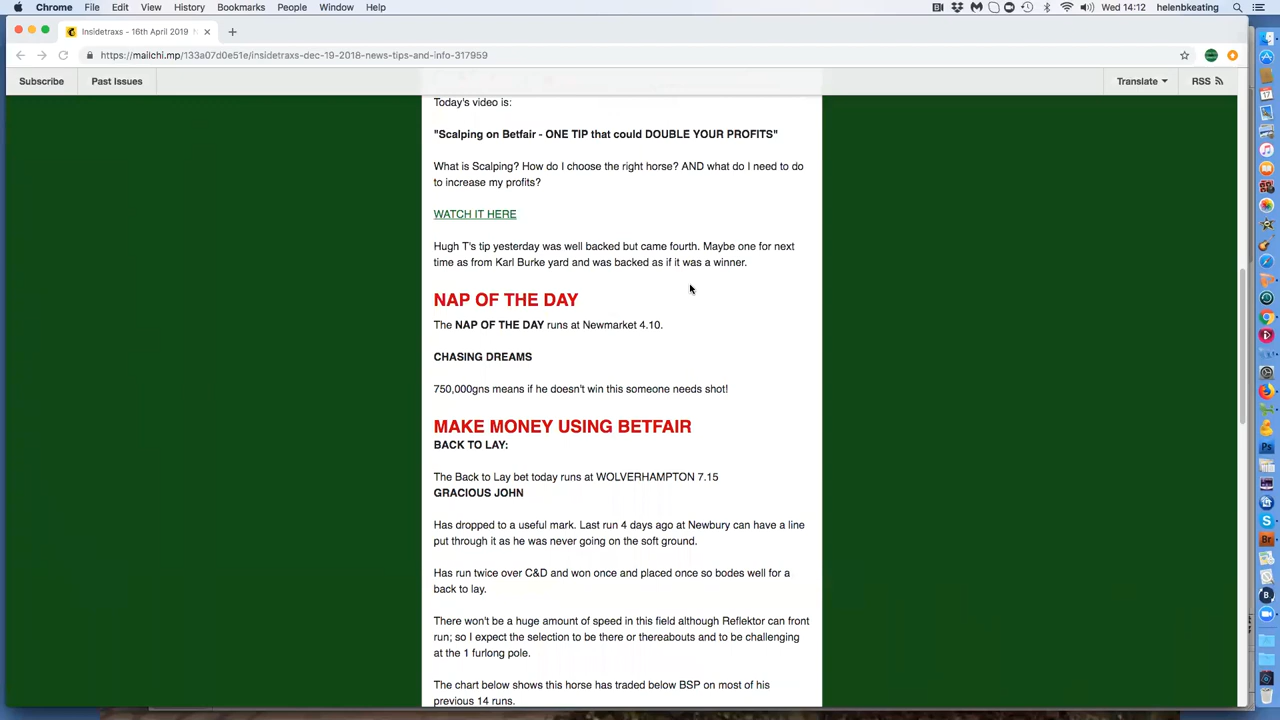 Chrome File Edit View History Bookmarks People Window Help Wed 14:12 helenbkeating
Insidetraxs - 16th April 2019
https://mailchi.mp/133a07d0e51e/insidetraxs-dec-19-2018-news-tips-and-info-317959
Subscribe Past Issues Translate RSS
Today's video is:
"Scalping on Betfair - ONE TIP that could DOUBLE YOUR PROFITS"
What is Scalping? How do I choose the right horse? AND what do I need to do
to increase my profits?
WATCH IT HERE
Hugh T's tip yesterday was well backed but came fourth. Maybe one for next
time as from Karl Burke yard and was backed as if it was a winner.
NAP OF THE DAY
The NAP OF THE DAY runs at Newmarket 4.10.
CHASING DREAMS
750,000gns means if he doesn't win this someone needs shot!
MAKE MONEY USING BETFAIR
BACK TO LAY:
The Back to Lay bet today runs at WOLVERHAMPTON 7.15
GRACIOUS JOHN
Has dropped to a useful mark. Last run 4 days ago at Newbury can have a line
put through it as he was never going on the soft ground.
Has run twice over C&D and won once and placed once so bodes well for a
back to lay.
There won't be a huge amount of speed in this field although Reflektor can front
run; so I expect the selection to be there or thereabouts and to be challenging
at the 1 furlong pole.
The chart below shows this horse has traded below BSP on most of his
previous 14 runs.